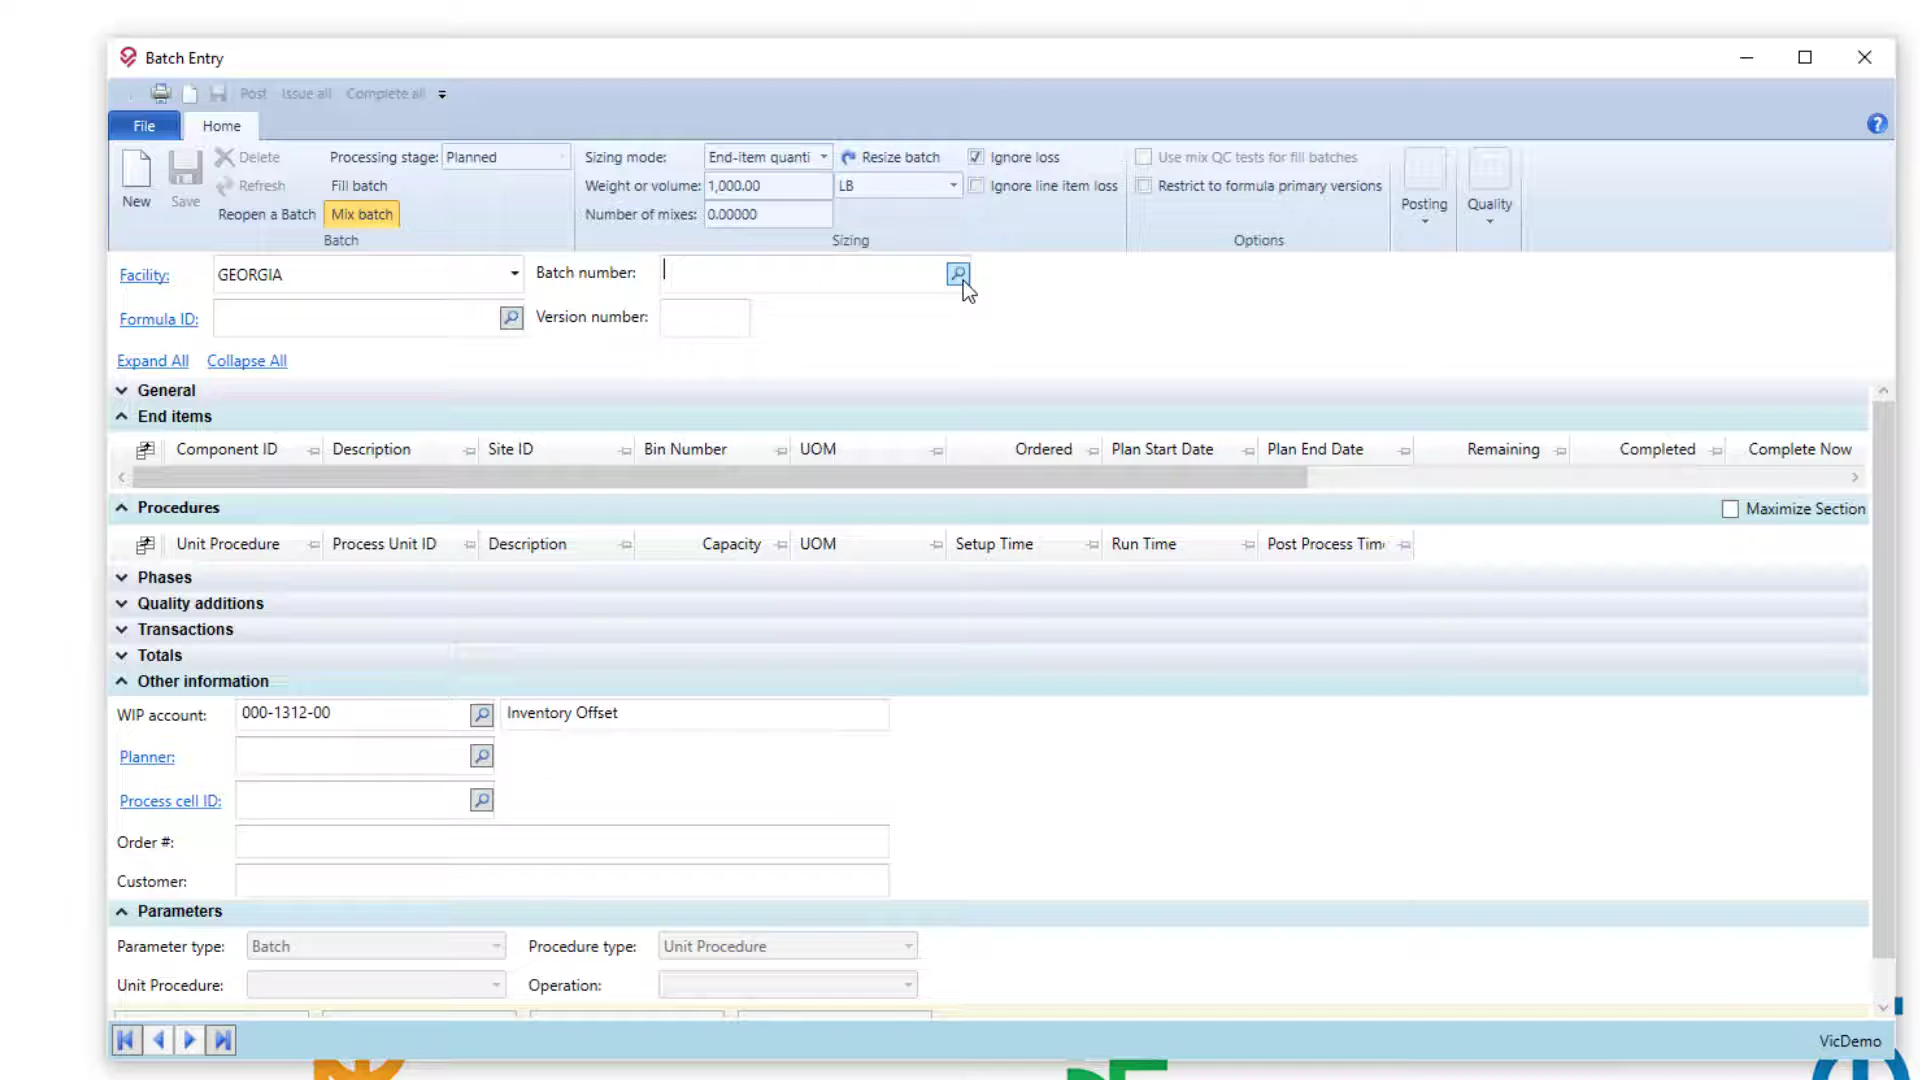 Batch Entry
Post Issue all Complete all
File Home
New Save Delete Refresh Reopen a Batch
Processing stage: Planned
Fill batch
Mix batch
Batch
Sizing mode: End-item quanti Resize batch Ignore loss
Weight or volume: 1,000.00 LB Ignore line item loss
Number of mixes: 0.00000
Sizing
Use mix QC tests for fill batches
Restrict to formula primary versions
Options
Posting Quality
Facility: GEORGIA Batch number:
Formula ID: Version number:
Expand All Collapse All
General
End items
Component ID Description Site ID Bin Number UOM Ordered Plan Start Date Plan End Date Remaining Completed Complete Now
Procedures Maximize Section
Unit Procedure Process Unit ID Description Capacity UOM Setup Time Run Time Post Process Tim
Phases
Quality additions
Transactions
Totals
Other information
WIP account: 000-1312-00 Inventory Offset
Planner:
Process cell ID:
Order #:
Customer:
Parameters
Parameter type: Batch Procedure type: Unit Procedure
Unit Procedure: Operation:
VicDemo